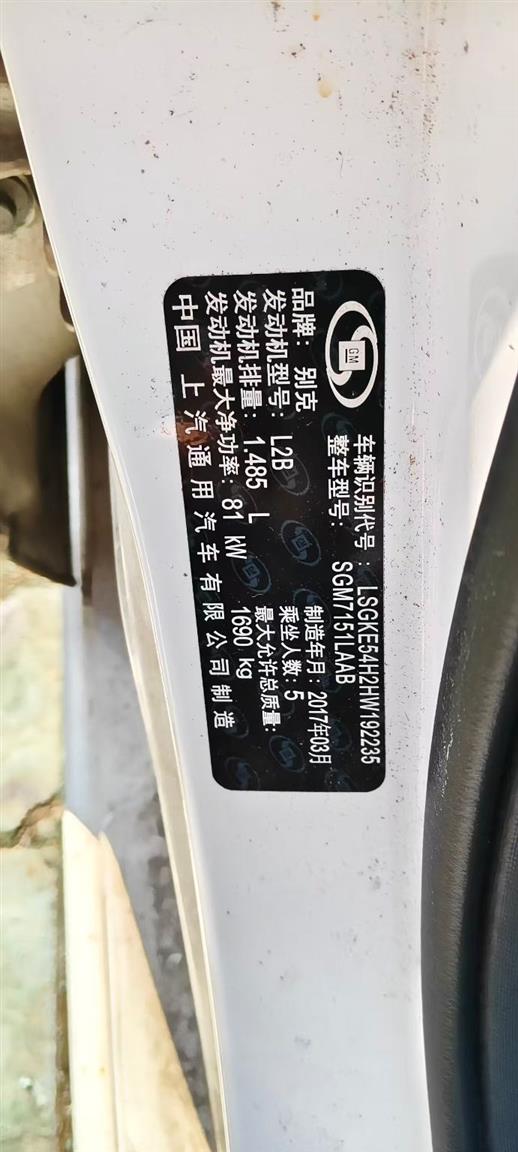 GM
车辆识别代号: LSGKE54H2HW192235
整车型号: SGM7151LAAB
品牌: 别克
制造年月: 2017年03月
发动机型号: L2B
乘坐人数: 5
发动机排量: 1.485 L
最大允许总质量:
发动机最大净功率: 81 kW
1690 kg
中国 上汽通用汽车有限公司制造